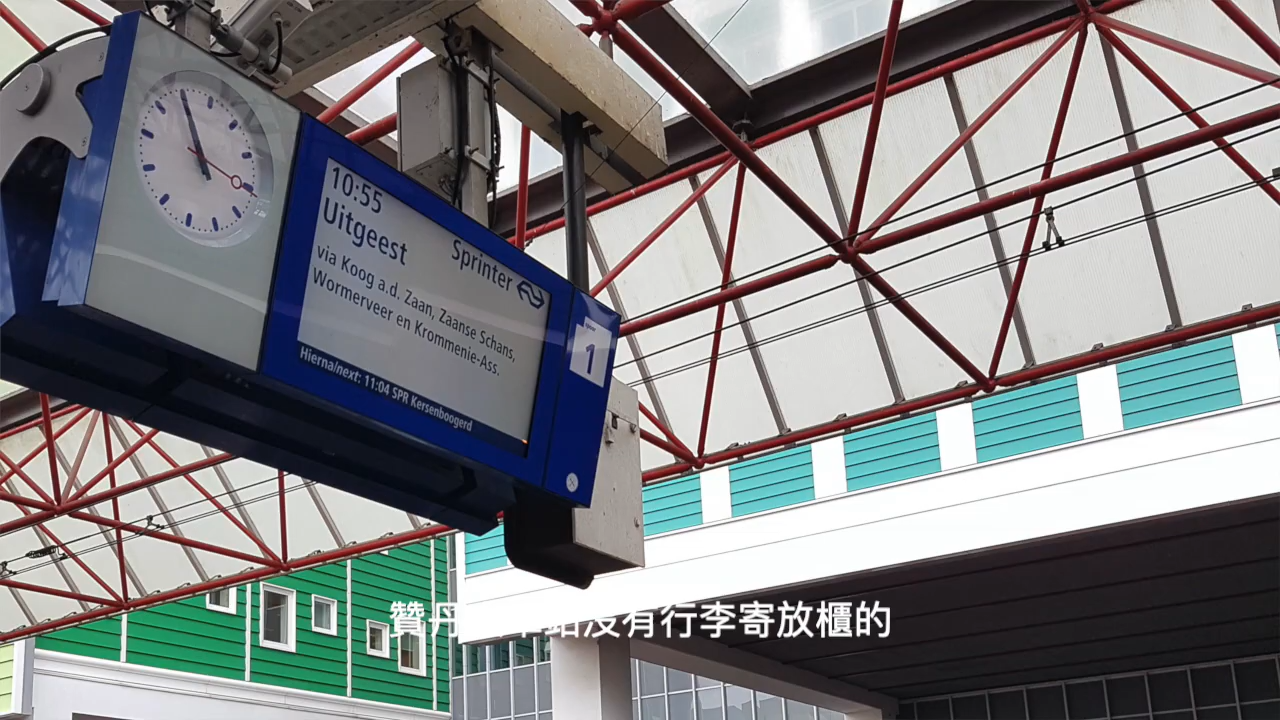 10:55
Uitgeest
Sprinter
via Koog a.d. Zaan, Zaanse Schans,
Wormerveer en Krommenie-Ass.
Hierna/next: 11:04 SPR Kersenboogerd
1
贊丹 沒有行李寄放櫃的